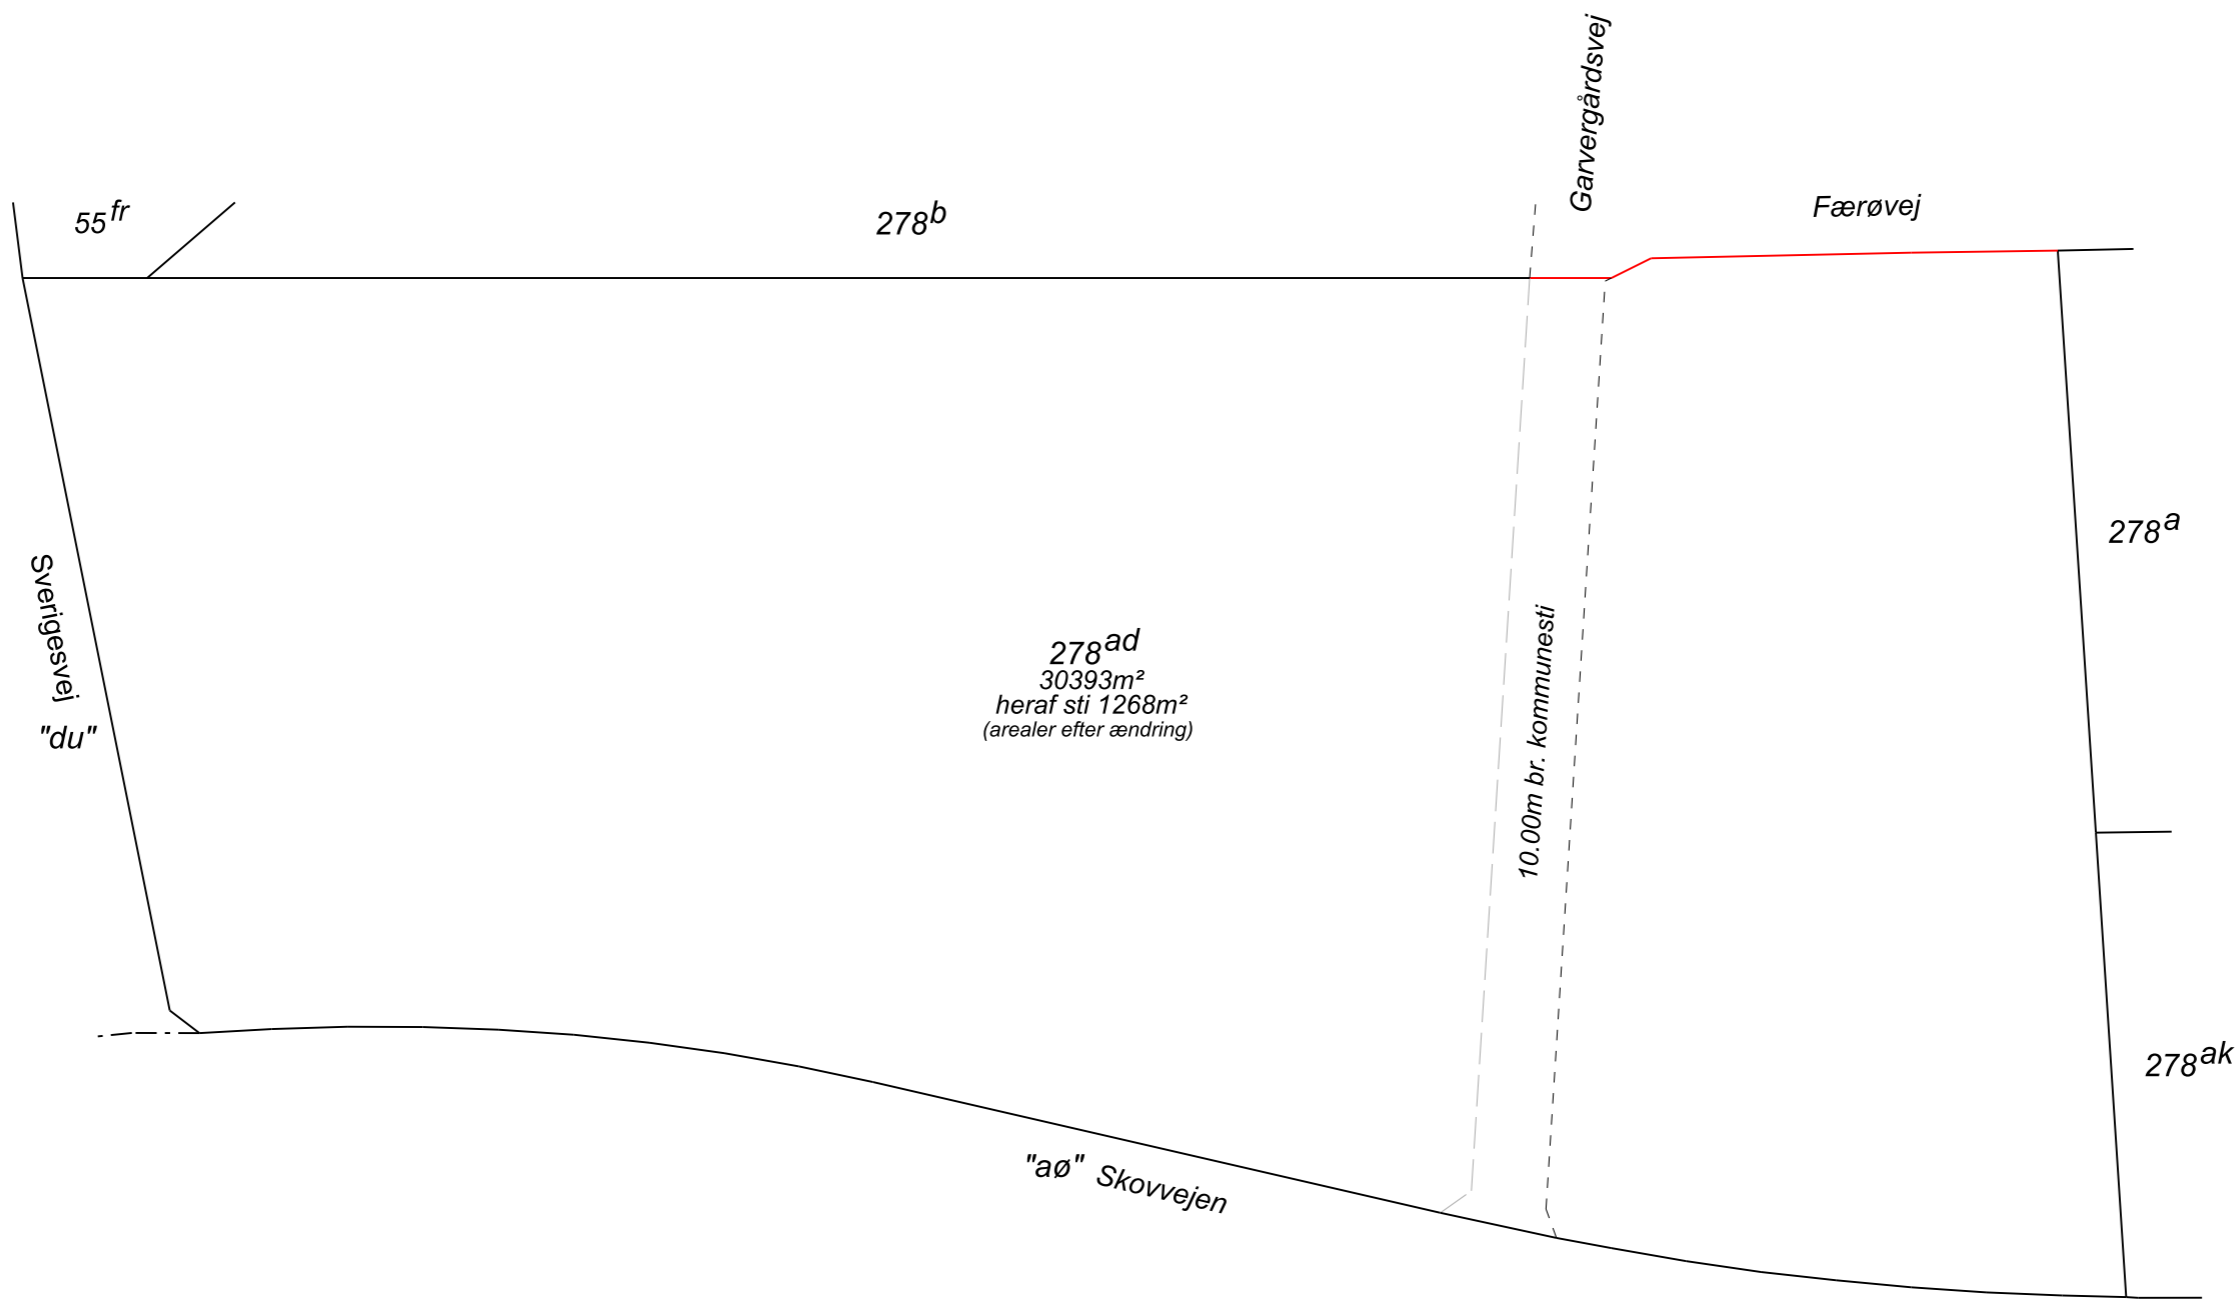 Garvergårdsvej
55fr
278b
Færøvej
278a
Sverigesvej
"du"
278ad
30393m²
heraf sti 1268m²
(arealer efter ændring)
10.00m br. kommunesti
278ak
"aø" Skovvejen